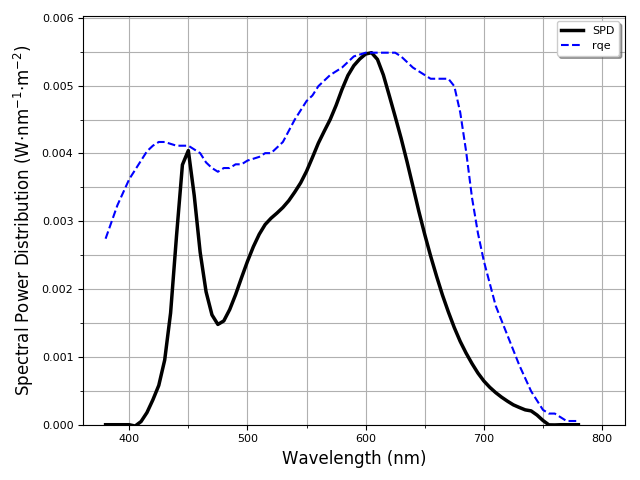 0.006
0.005
0.004
0.003
0.002
0.001
0.000
Spectral Power Distribution (W·nm⁻¹·m⁻²)
SPD
rqe
400 500 600 700 800
Wavelength (nm)